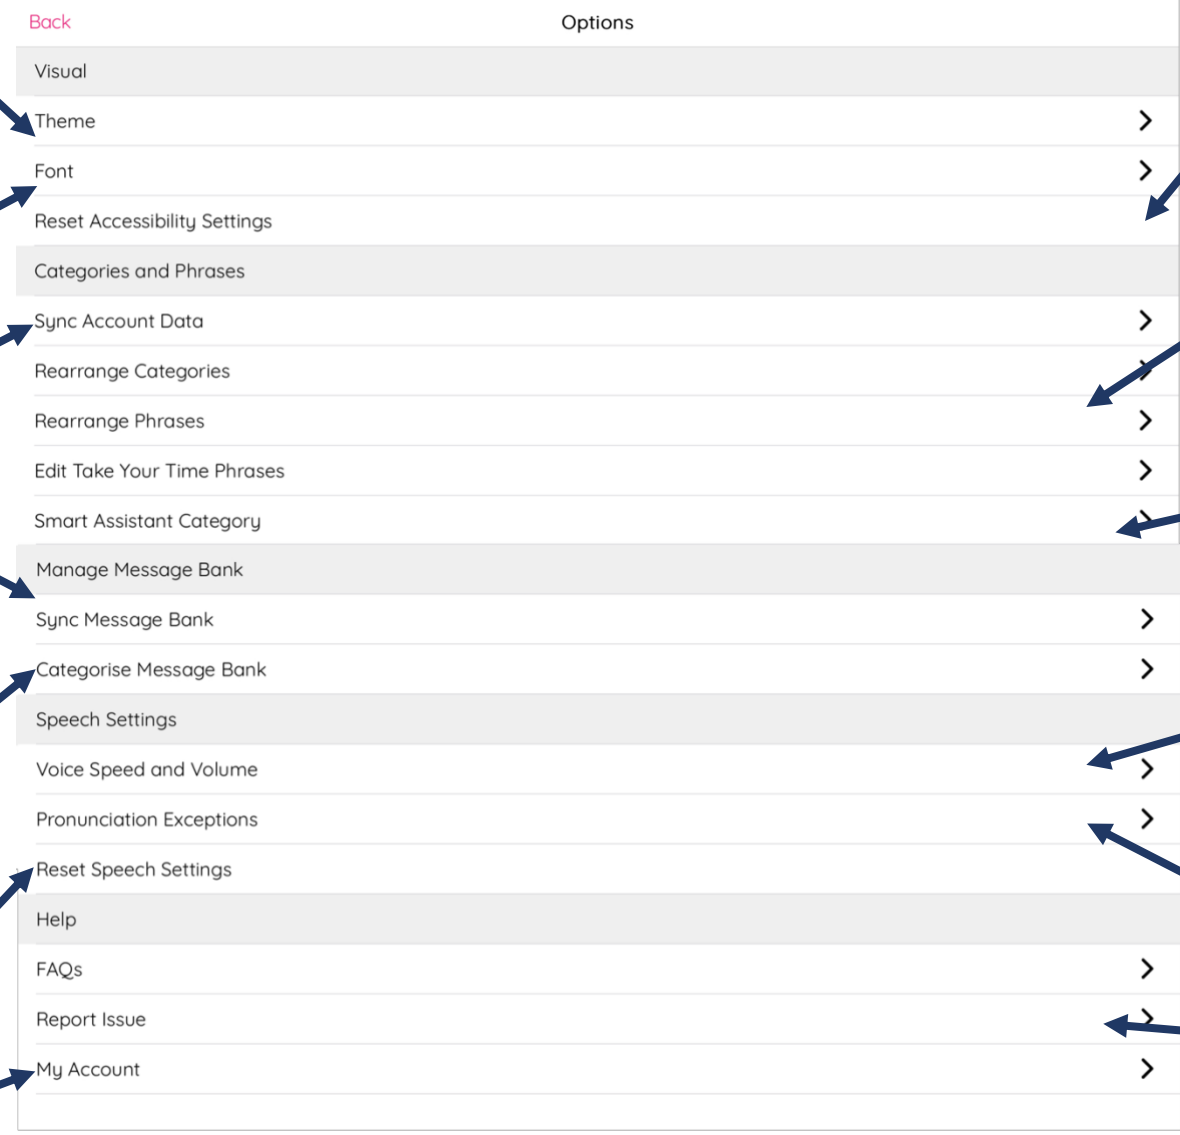 Back
Options
Visual
Theme
Font
Reset Accessibility Settings
Categories and Phrases
Sync Account Data
Rearrange Categories
Rearrange Phrases
Edit Take Your Time Phrases
Smart Assistant Category
Manage Message Bank
Sync Message Bank
Categorise Message Bank
Speech Settings
Voice Speed and Volume
Pronunciation Exceptions
Reset Speech Settings
Help
FAQs
Report Issue
My Account